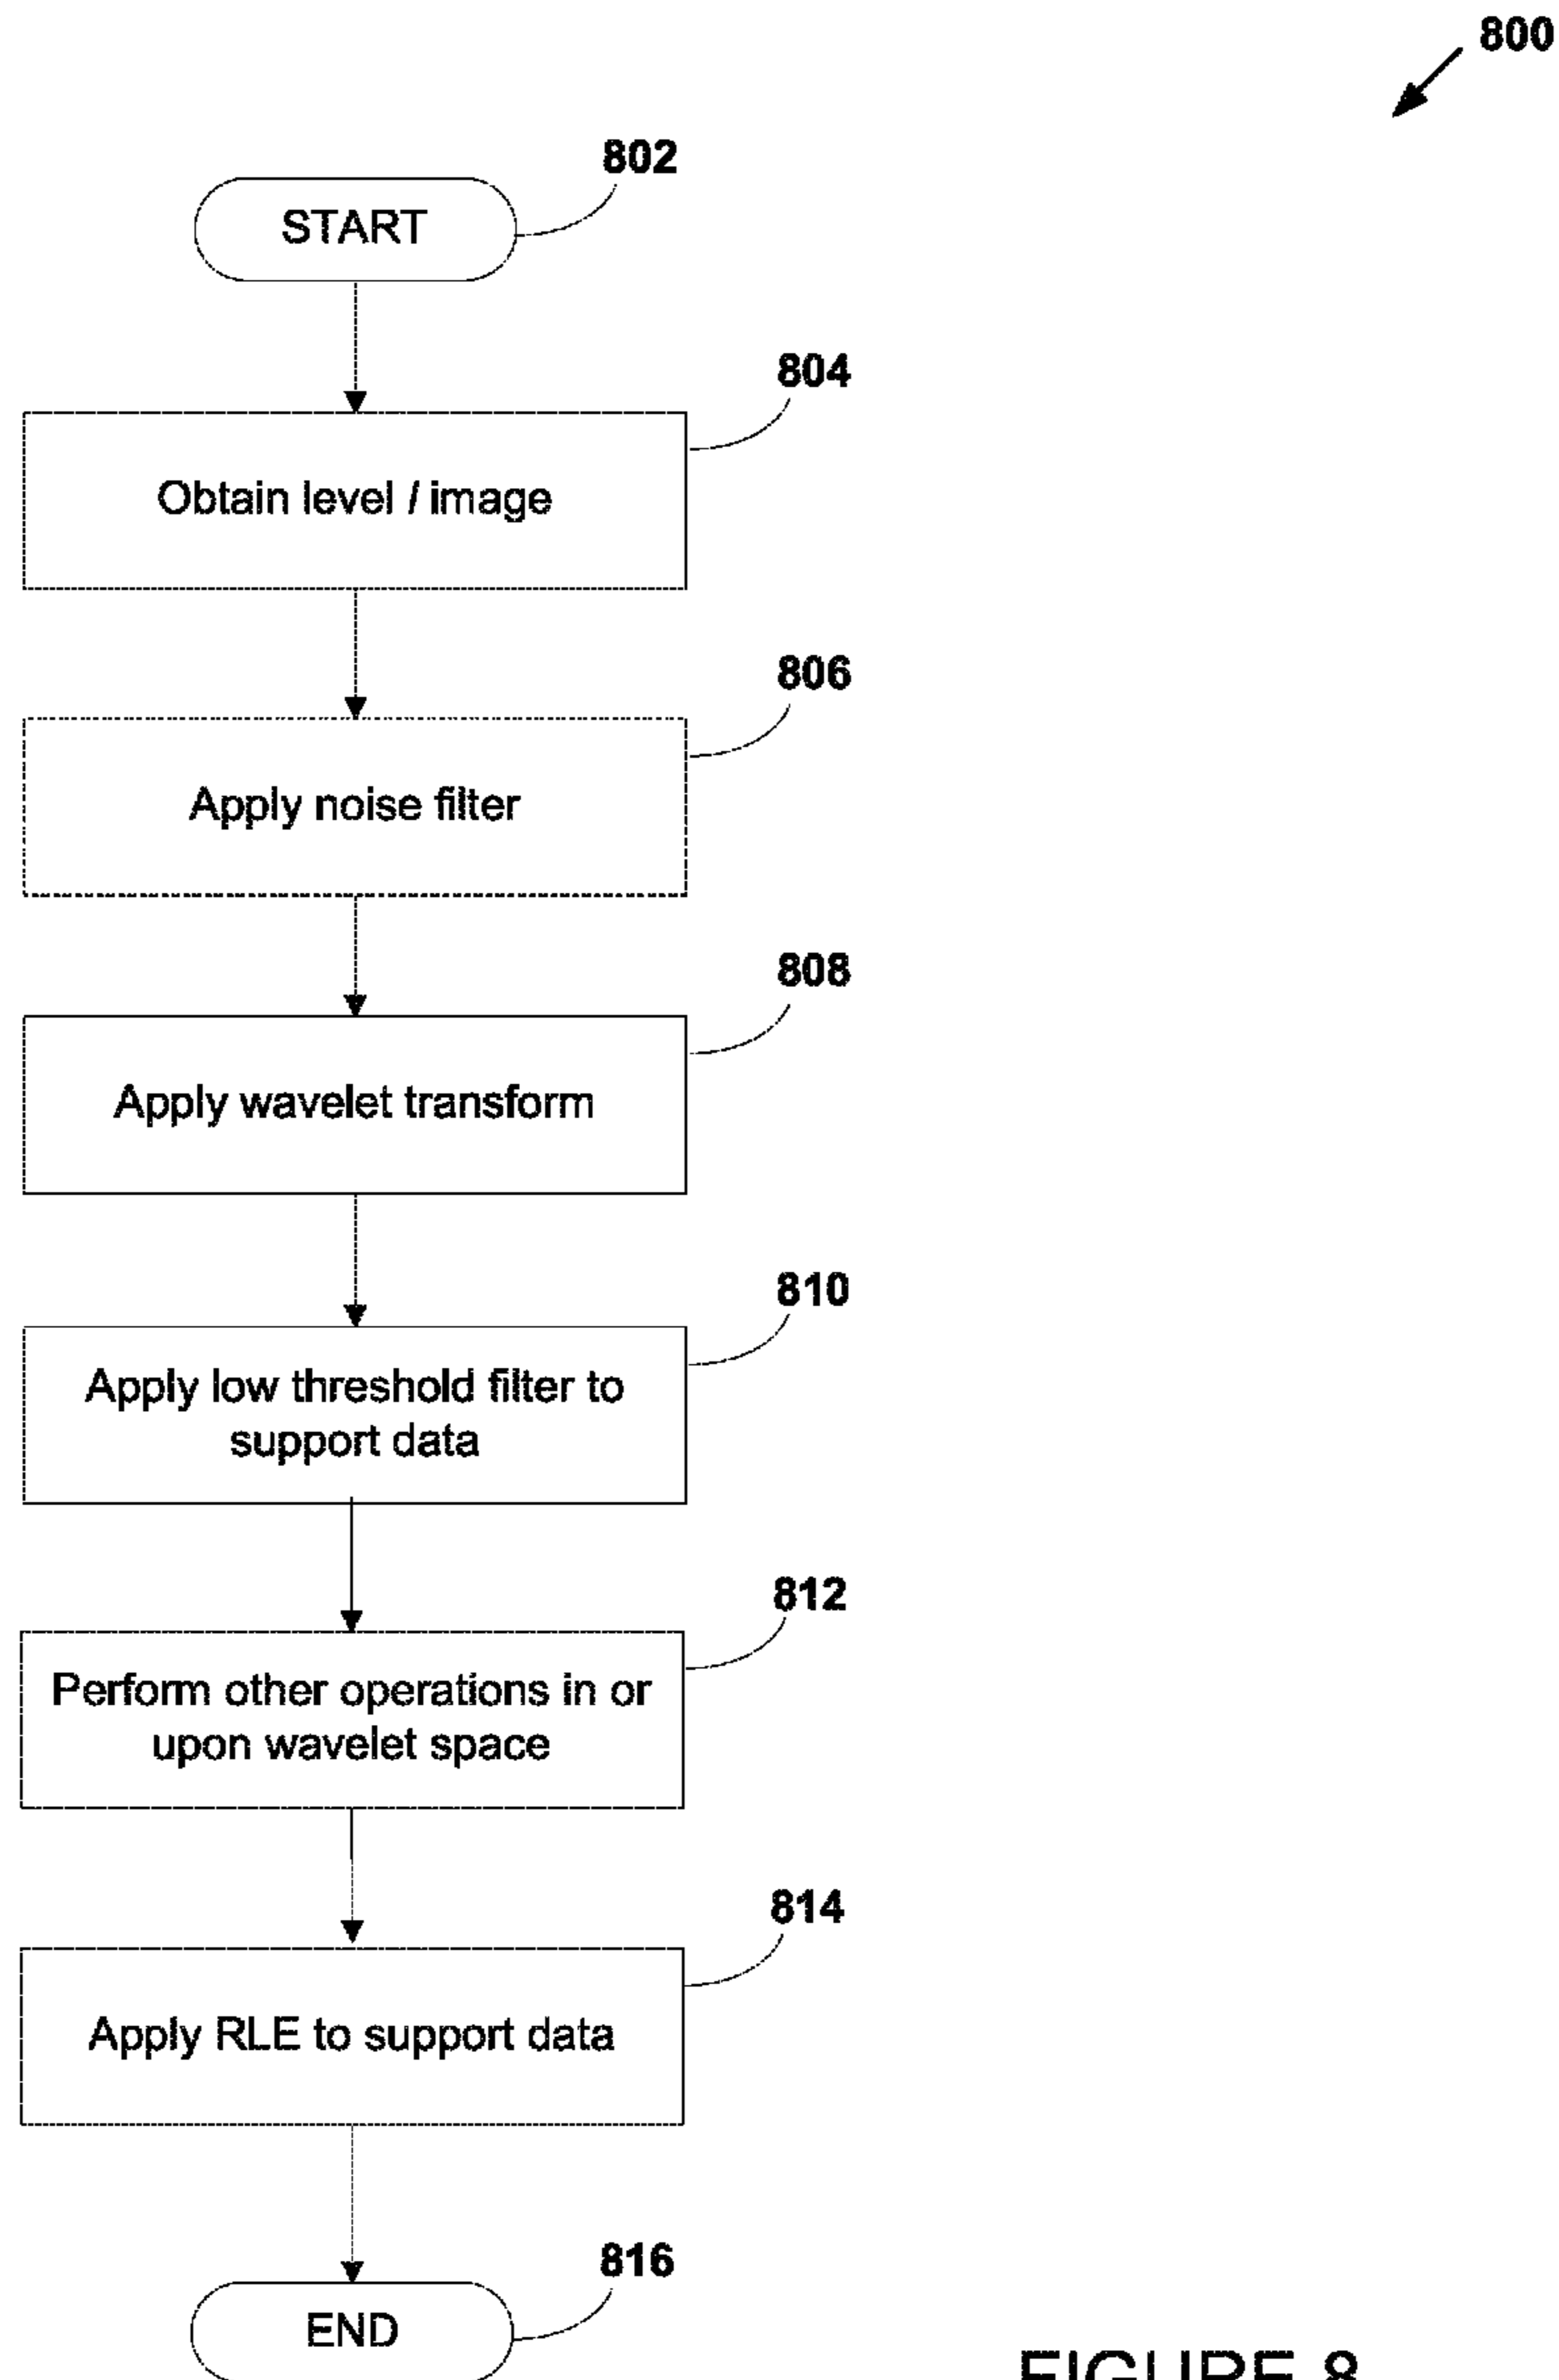 800
802
START
804
Obtain level / image
806
Apply noise filter
808
Apply wavelet transform
810
Apply low threshold filter to
support data
812
Perform other operations in or
upon wavelet space
814
Apply RLE to support data
816
END
FIGURE 8